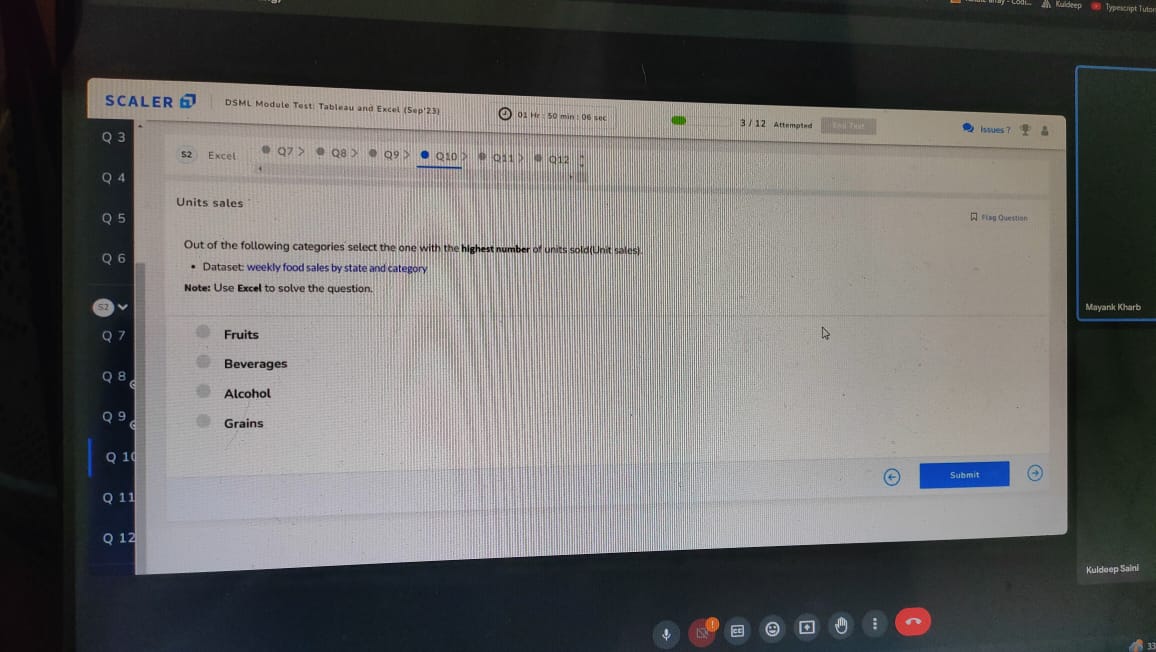 Kuldeep
Typescript Tutor
SCALER
DSML Module Test: Tableau and Excel (Sep'23)
01 Hr : 50 min : 06 sec
3 / 12 Attempted
End Test
Issues ?
Q 3
Q 4
Q 5
Q 6
S2
Q 7
Q 8
Q 9
Q 10
Q 11
Q 12
S2 Excel
Q7 > Q8 > Q9 > Q10 > Q11 > Q12
Units sales
Flag Question
Out of the following categories select the one with the highest number of units sold(Unit sales).
• Dataset: weekly food sales by state and category
Note: Use Excel to solve the question.
Fruits
Beverages
Alcohol
Grains
Submit
Mayank Kharb
Kuldeep Saini
33